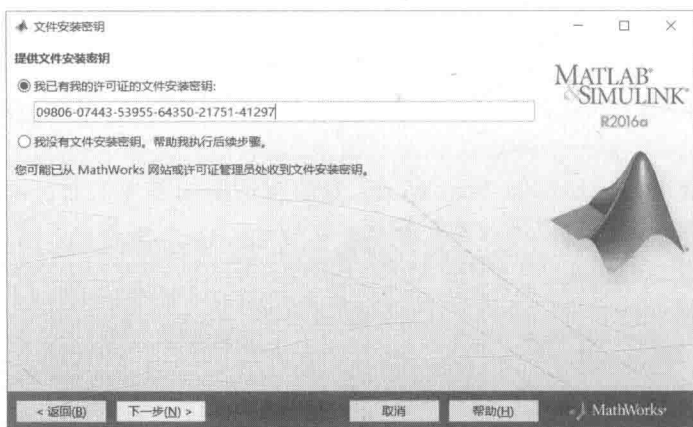 文件安装密钥
提供文件安装密钥
我已有我的许可证的文件安装密钥:
09806-07443-53955-64350-21751-41297
我没有文件安装密钥。帮助我执行后续步骤。
您可能已从 MathWorks 网站或许可证管理员处收到文件安装密钥。
MATLAB®
&SIMULINK®
R2016a
< 返回(B)
下一步(N) >
取消
帮助(H)
MathWorks®